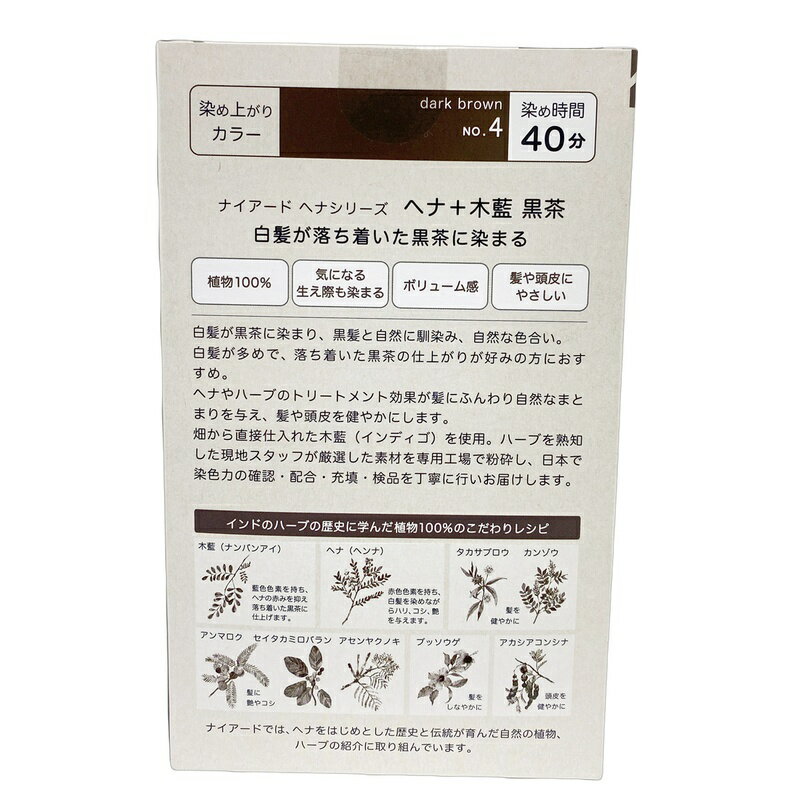 染め上がり
カラー
dark brown
NO.4
染め時間
40分
ナイアード ヘナシリーズ ヘナ＋木藍 黒茶
白髪が落ち着いた黒茶に染まる
植物100%
気になる
生え際も染まる
ボリューム感
髪や頭皮に
やさしい
白髪が黒茶に染まり、黒髪と自然に馴染み、自然な色合い。
白髪が多めで、落ち着いた黒茶の仕上がりが好みの方におす
すめ。
ヘナやハーブのトリートメント効果が髪にふんわり自然なまと
まりを与え、髪や頭皮を健やかにします。
畑から直接仕入れた木藍（インディゴ）を使用。ハーブを熟知
した現地スタッフが厳選した素材を専用工場で粉砕し、日本で
染色力の確認・配合・充填・検品を丁寧に行いお届けします。
インドのハーブの歴史に学んだ植物100%のこだわりレシピ
木藍（ナンバンアイ）
藍色色素を持ち、
ヘナの赤みを抑え
落ち着いた黒茶に
仕上げます。
ヘナ（ヘンナ）
赤色色素を持ち、
白髪を染めなが
らハリ、コシ、艶
を与えます。
タカサブロウ カンゾウ
髪を
健やかに
アンマロク セイタカミロバラン アセンヤクノキ
髪に
艶やコシ
ブッソウゲ
髪を
しなやかに
アカシアコンシナ
頭皮を
健やかに
ナイアードでは、ヘナをはじめとした歴史と伝統が育んだ自然の植物、
ハーブの紹介に取り組んでいます。